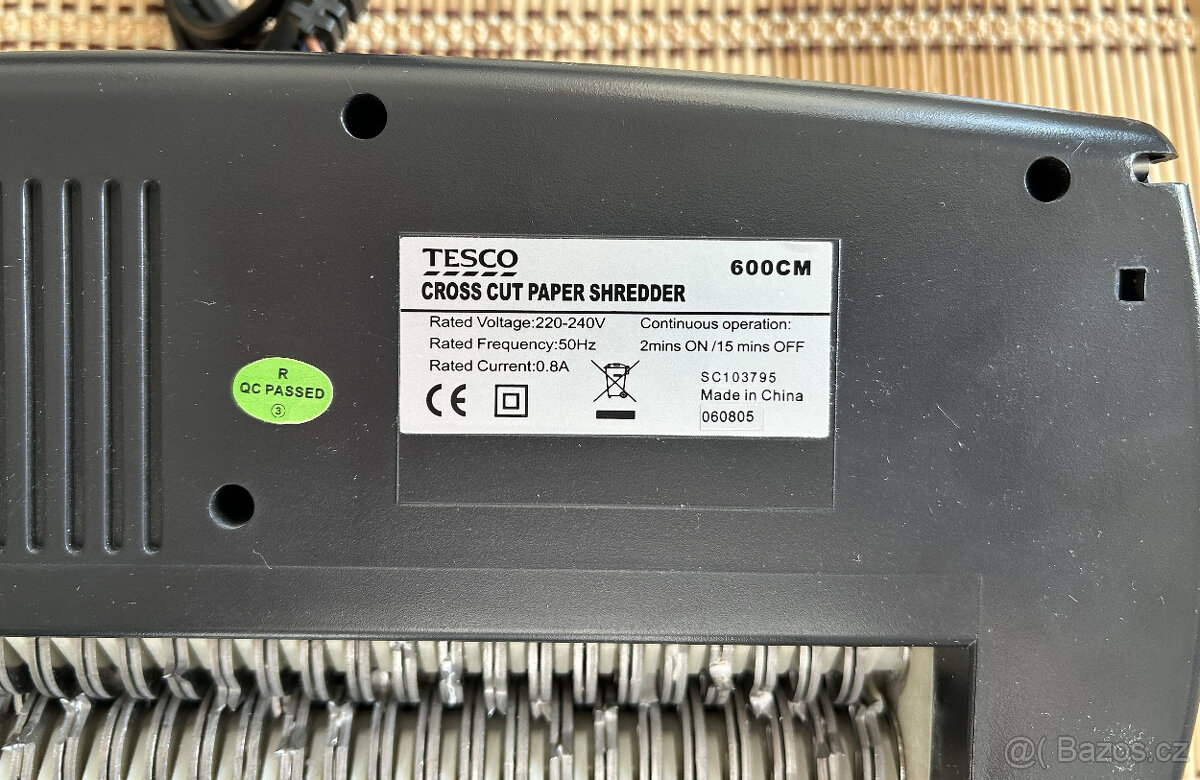 TESCO
600CM
CROSS CUT PAPER SHREDDER
Rated Voltage:220-240V
Rated Frequency:50Hz
Rated Current:0.8A
Continuous operation:
2mins ON /15 mins OFF
CE
SC103795
Made in China
060805
R
QC PASSED
3
@( Bazos.cz